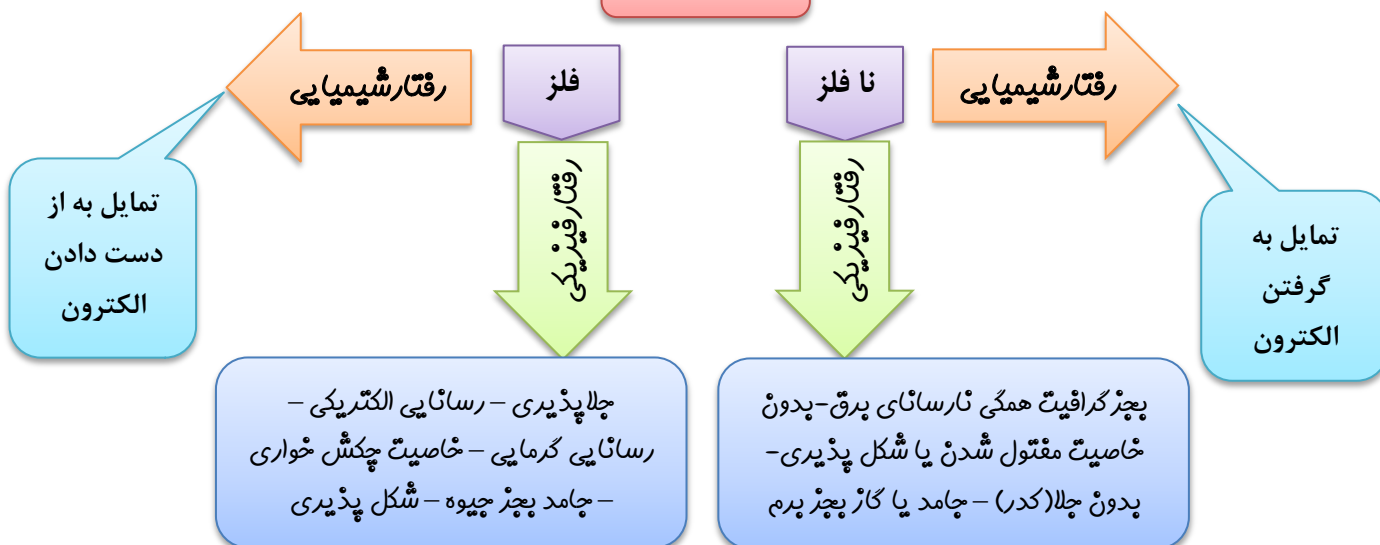 رفتارشیمیایی
نا فلز
فلز
رفتارشیمیایی
تمایل به
گرفتن
الکترون
رفتارفیزیکی
رفتارفیزیکی
تمایل به از
دست دادن
الکترون
بجز گرافیت همگی نارسانای برق-بدون
خاصیت مفتول شدن یا شکل پذیری-
بدون جلا(کدر) – جامد یا گاز بجز برم
جلاپذیری – رسانایی الکتریکی –
رسانایی گرمایی – خاصیت چکش خواری
– جامد بجز جیوه – شکل پذیری